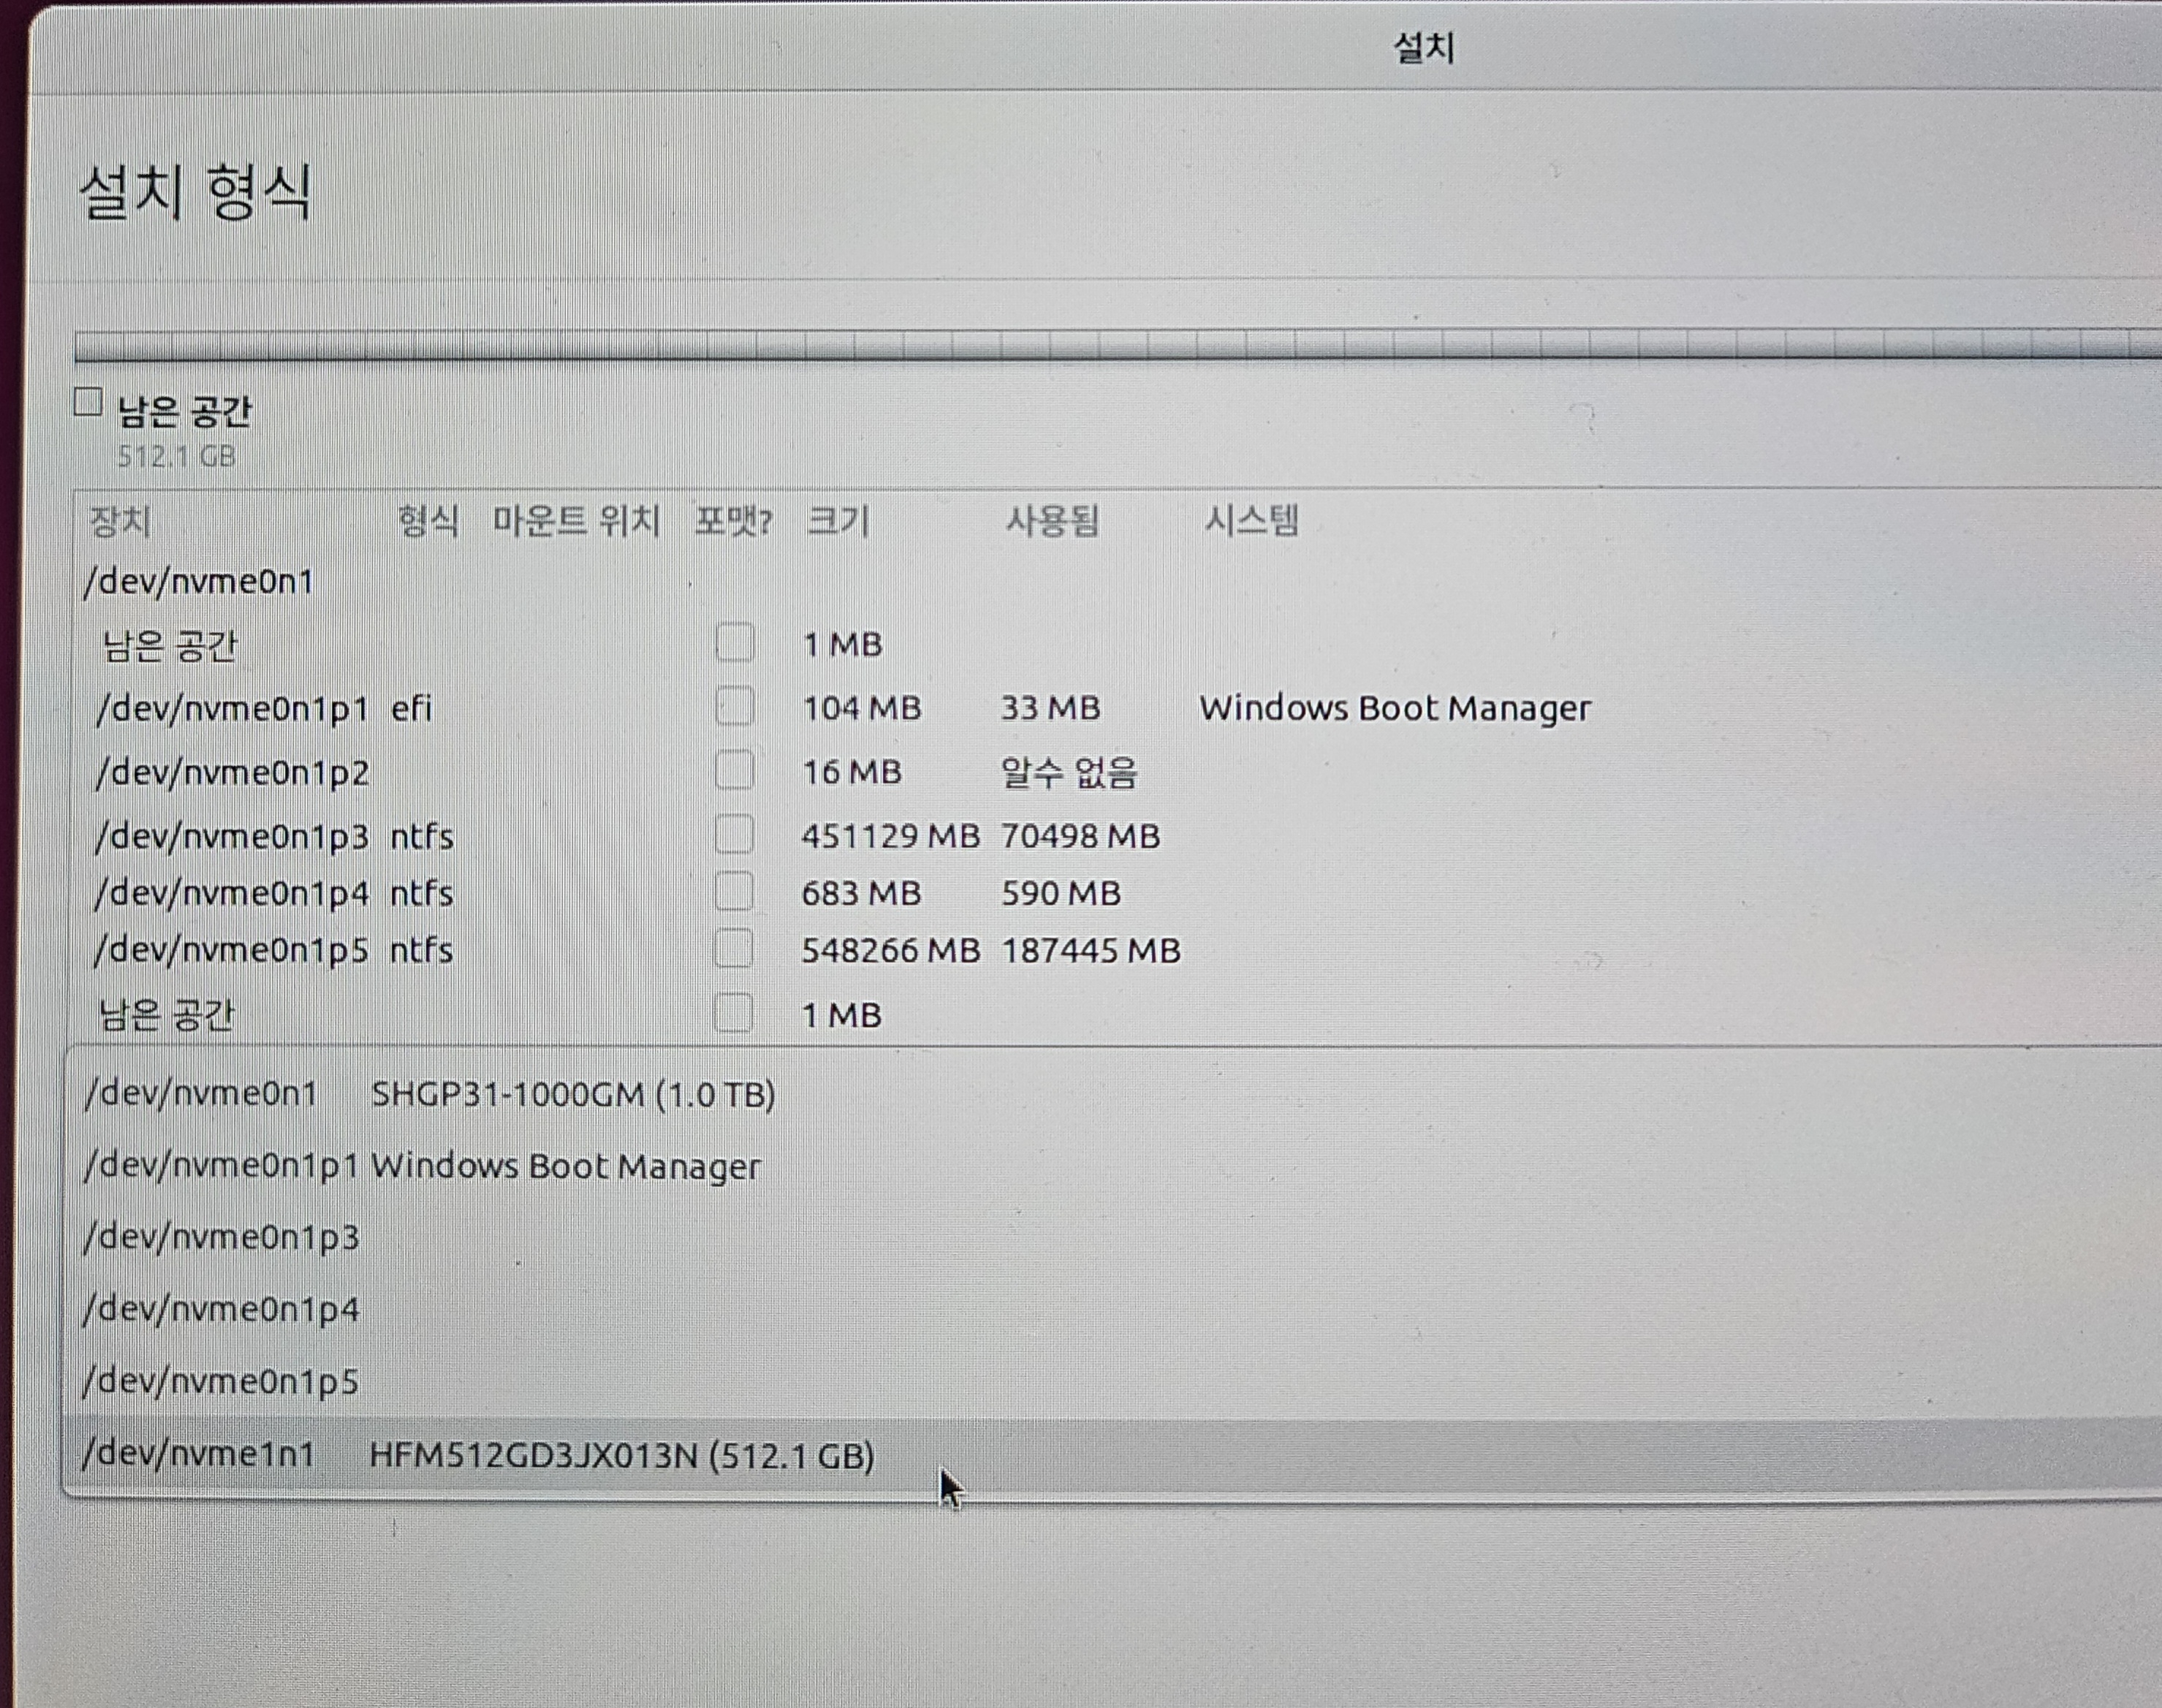 설치
설치 형식
남은 공간
512.1 GB
장치 형식 마운트 위치 포맷? 크기 사용됨 시스템
/dev/nvme0n1
남은 공간 1 MB
/dev/nvme0n1p1 efi 104 MB 33 MB Windows Boot Manager
/dev/nvme0n1p2 16 MB 알수 없음
/dev/nvme0n1p3 ntfs 451129 MB 70498 MB
/dev/nvme0n1p4 ntfs 683 MB 590 MB
/dev/nvme0n1p5 ntfs 548266 MB 187445 MB
남은 공간 1 MB
/dev/nvme0n1 SHGP31-1000GM (1.0 TB)
/dev/nvme0n1p1 Windows Boot Manager
/dev/nvme0n1p3
/dev/nvme0n1p4
/dev/nvme0n1p5
/dev/nvme1n1 HFM512GD3JX013N (512.1 GB)